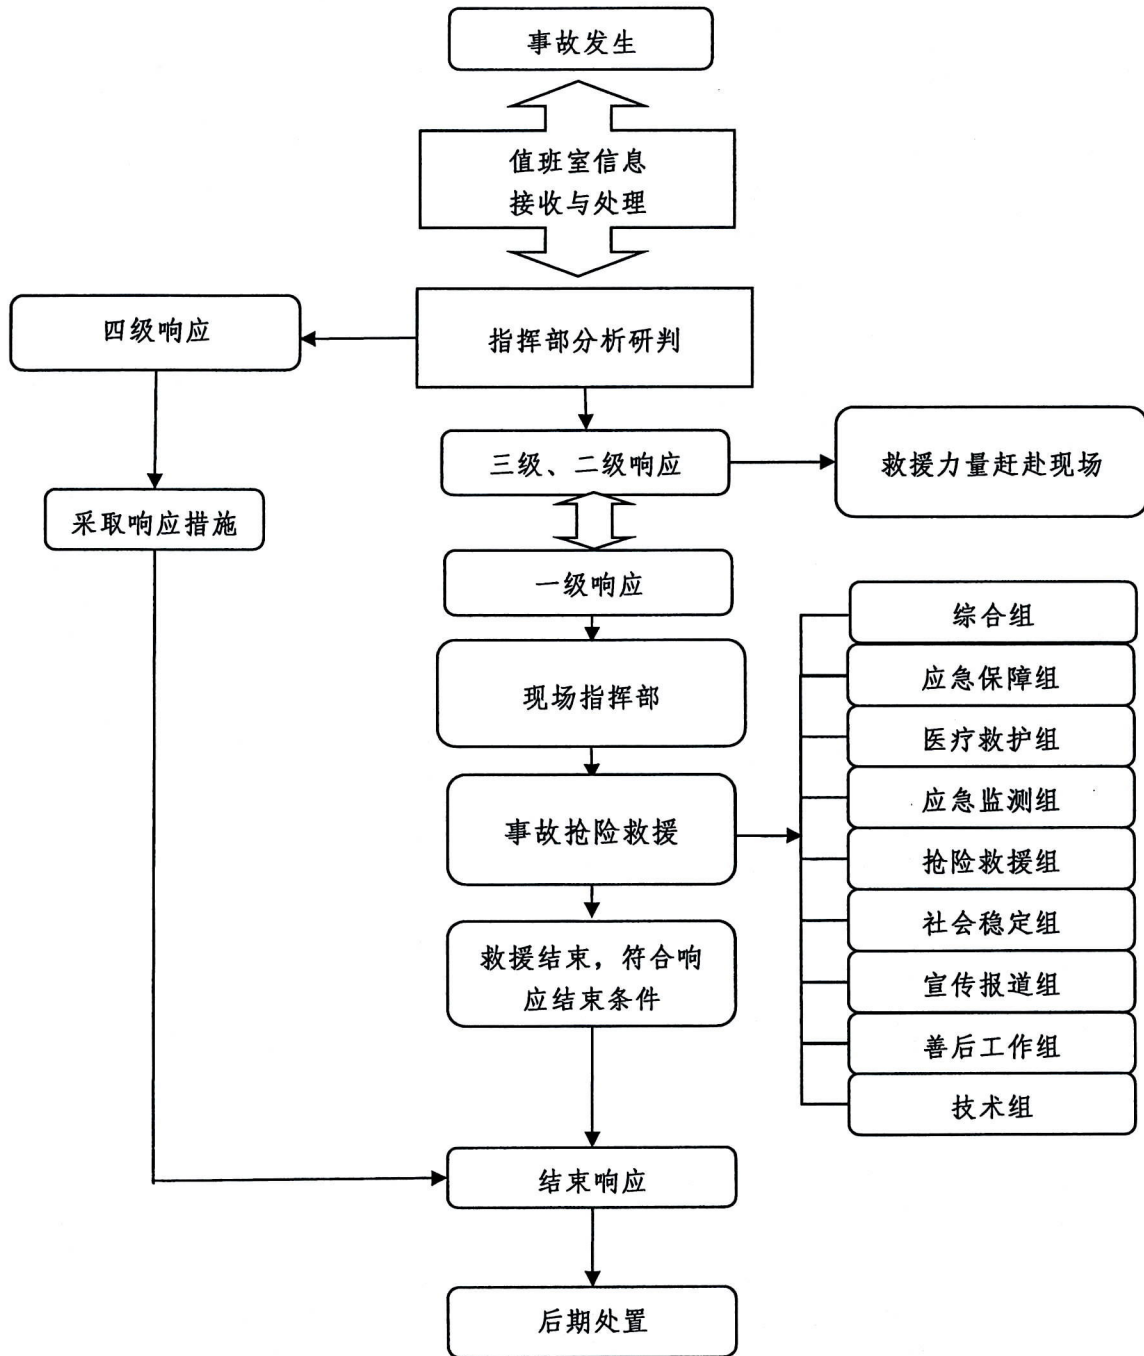 事故发生
值班室信息
接收与处理
四级响应
指挥部分析研判
三级、二级响应
救援力量赶赴现场
采取响应措施
一级响应
综合组
现场指挥部
应急保障组
医疗救护组
应急监测组
事故抢险救援
抢险救援组
社会稳定组
救援结束，符合响
应结束条件
宣传报道组
善后工作组
技术组
结束响应
后期处置